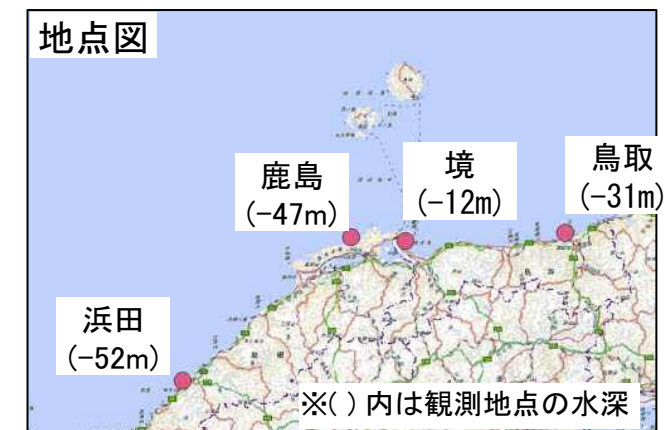 地点図
鹿島
(-47m)
境
(-12m)
鳥取
(-31m)
浜田
(-52m)
※( ) 内は観測地点の水深